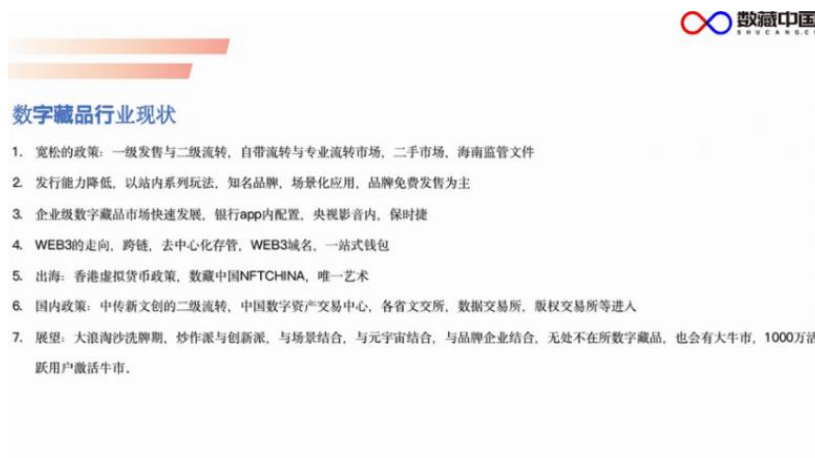 数藏中国
SHUCANG.C
数字藏品行业现状
1. 宽松的政策：一级发售与二级流转，自带流转与专业流转市场，二手市场，海南监管文件
2. 发行能力降低，以站内系列玩法，知名品牌，场景化应用，品牌免费发售为主
3. 企业级数字藏品市场快速发展，银行app内配置，央视影音内，保时捷
4. WEB3的走向，跨链，去中心化存管，WEB3域名，一站式钱包
5. 出海：香港虚拟货币政策，数藏中国NFTCHINA，唯一艺术
6. 国内政策：中传新文创的二级流转，中国数字资产交易中心，各省文交所，数据交易所，版权交易所等进入
7. 展望：大浪淘沙洗牌期，炒作派与创新派，与场景结合，与元宇宙结合，与品牌企业结合，无处不在所数字藏品，也会有大牛市，1000万活
跃用户激活牛市．